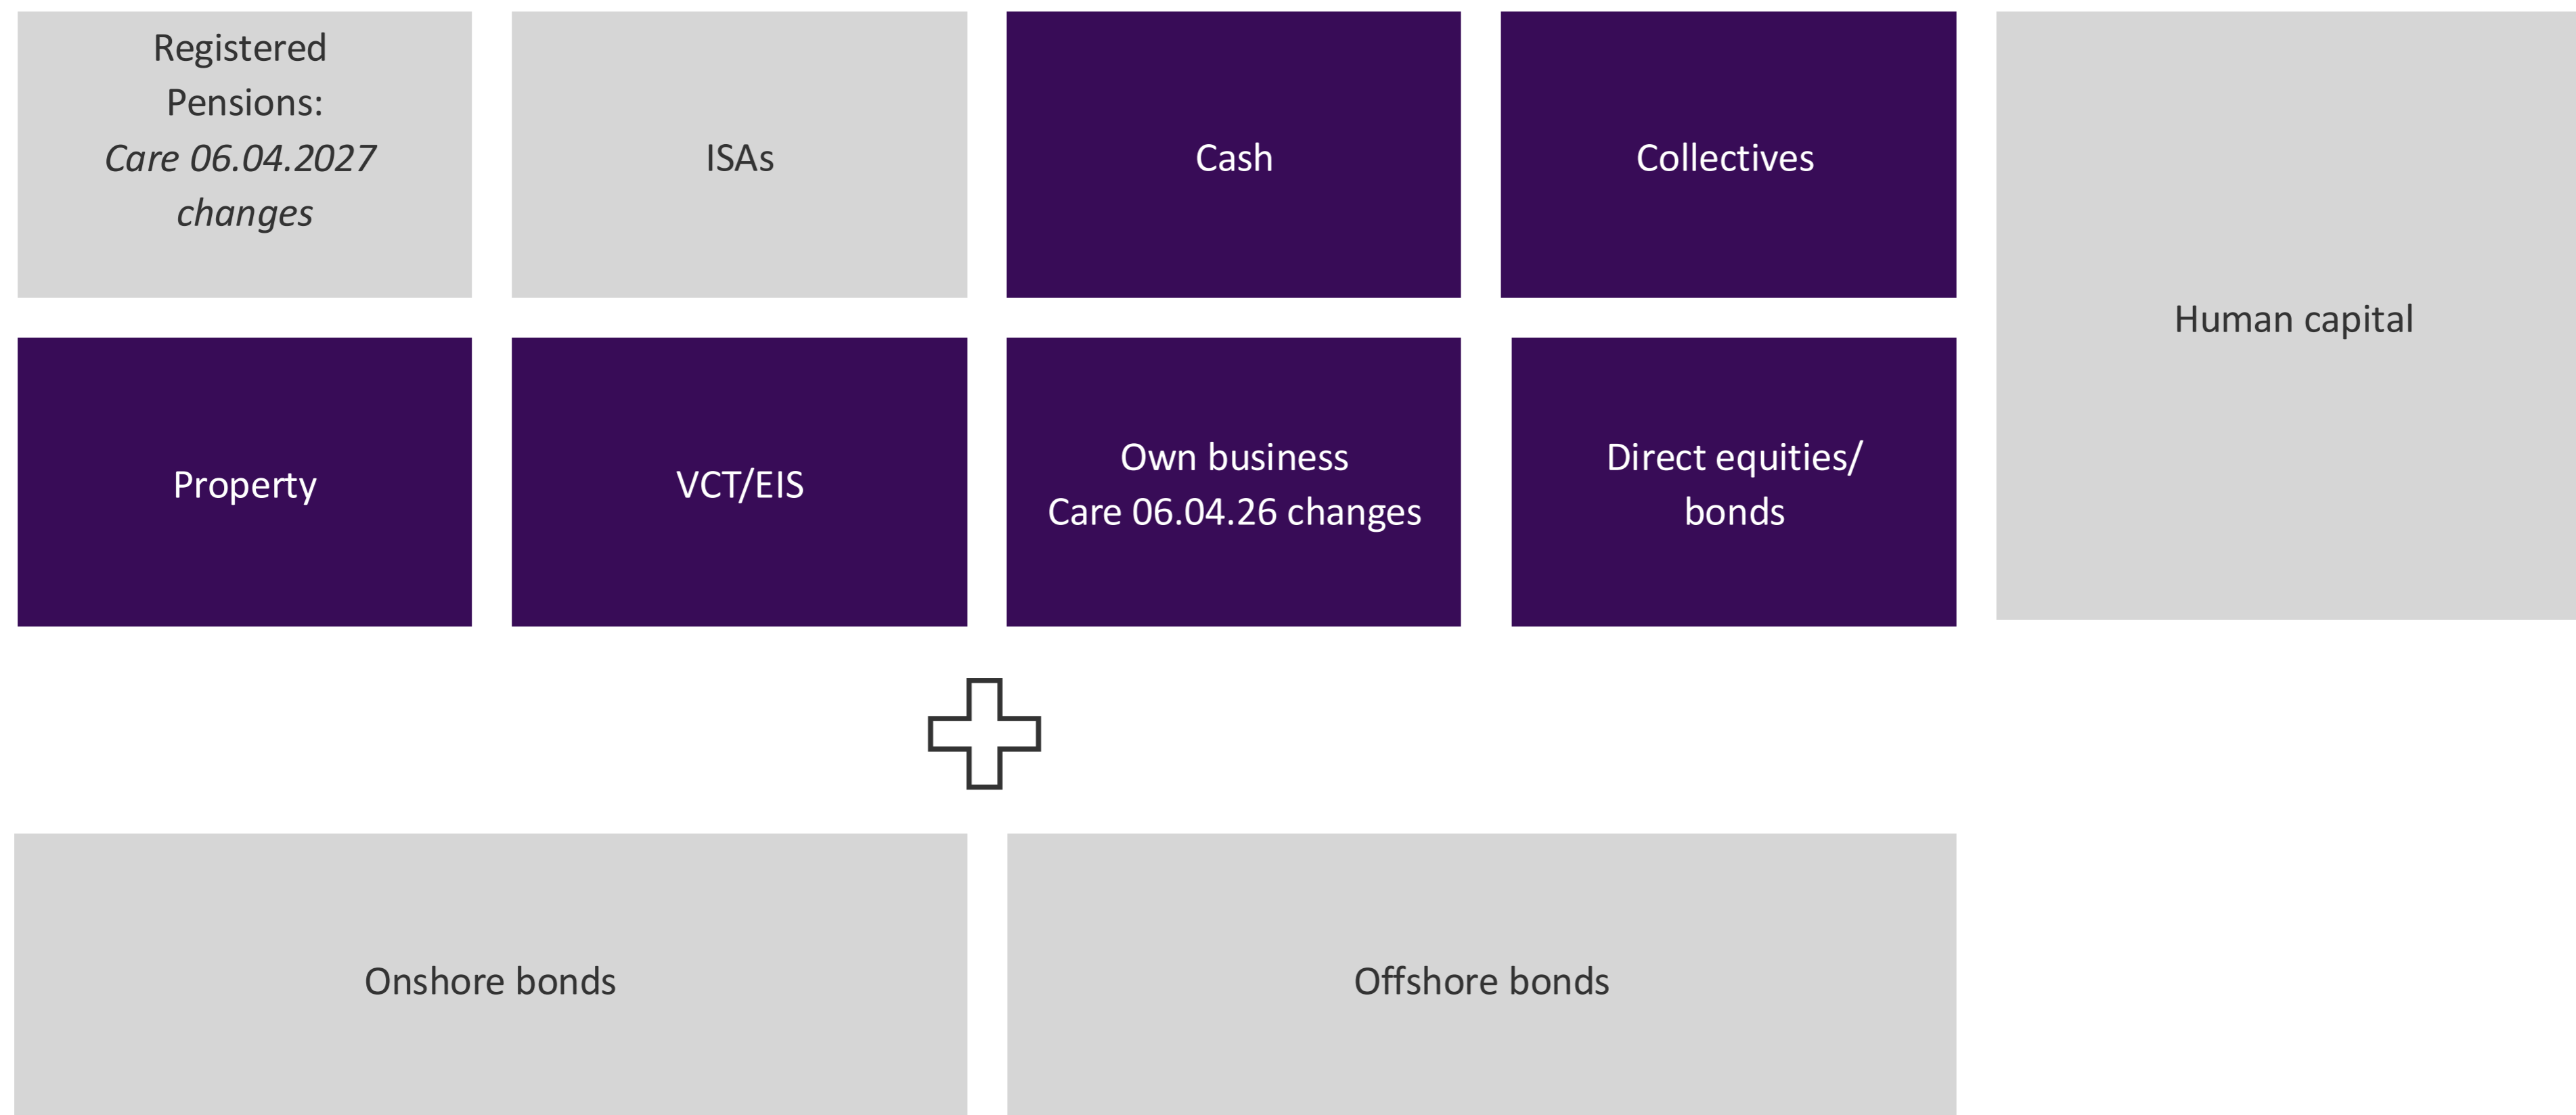 Registered
Pensions:
Care 06.04.2027
changes
ISAs
Cash
Collectives
Human capital
Property
VCT/EIS
Own business
Care 06.04.26 changes
Direct equities/
bonds
Onshore bonds
Offshore bonds